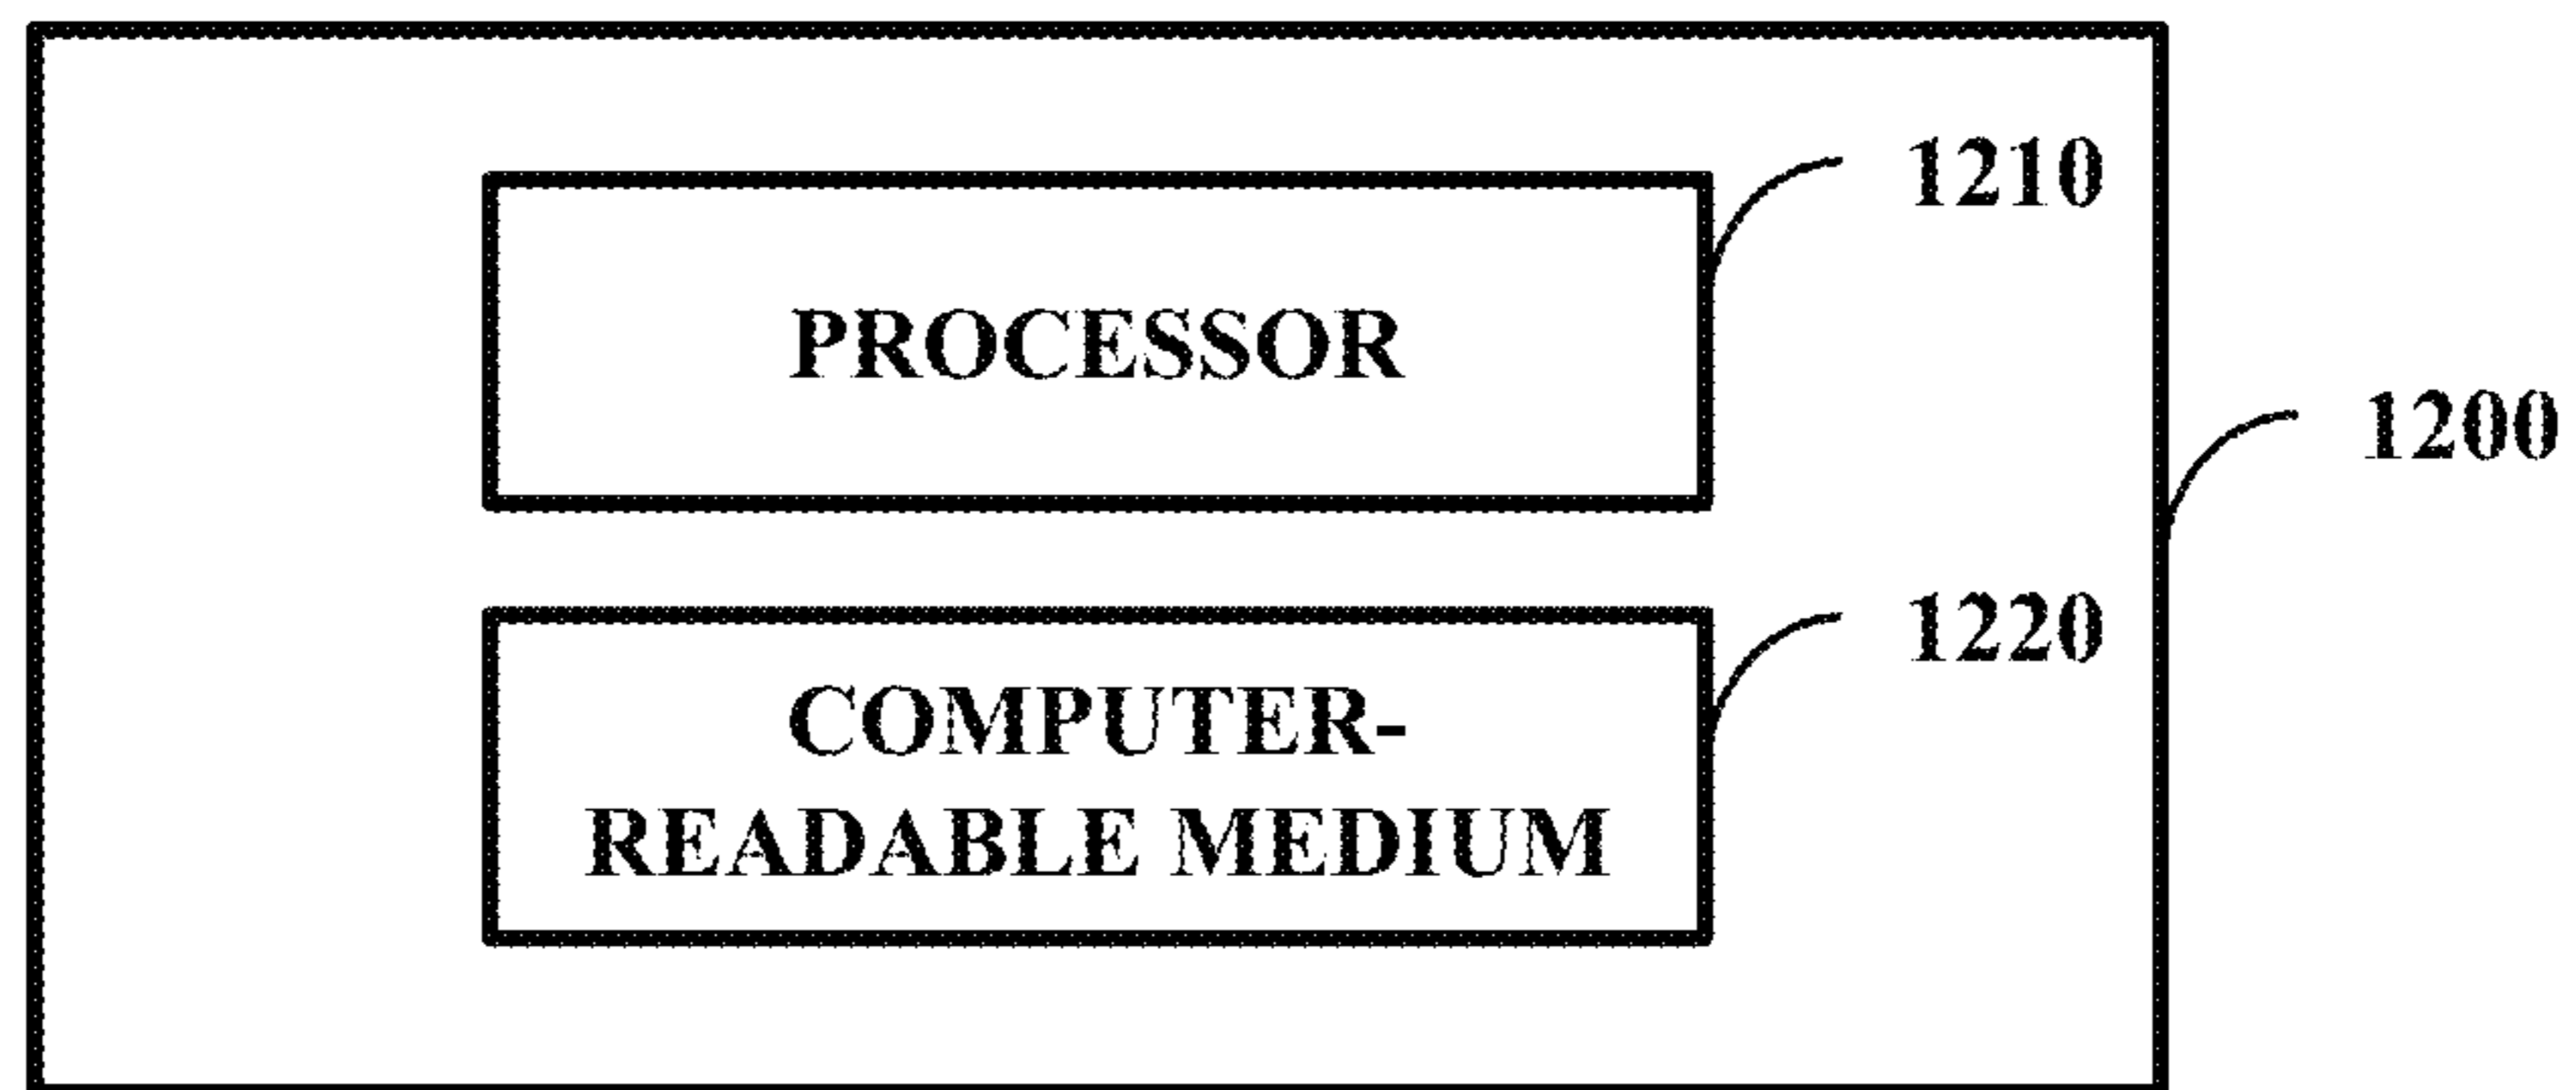 1210
PROCESSOR
1200
1220
COMPUTER-
READABLE MEDIUM